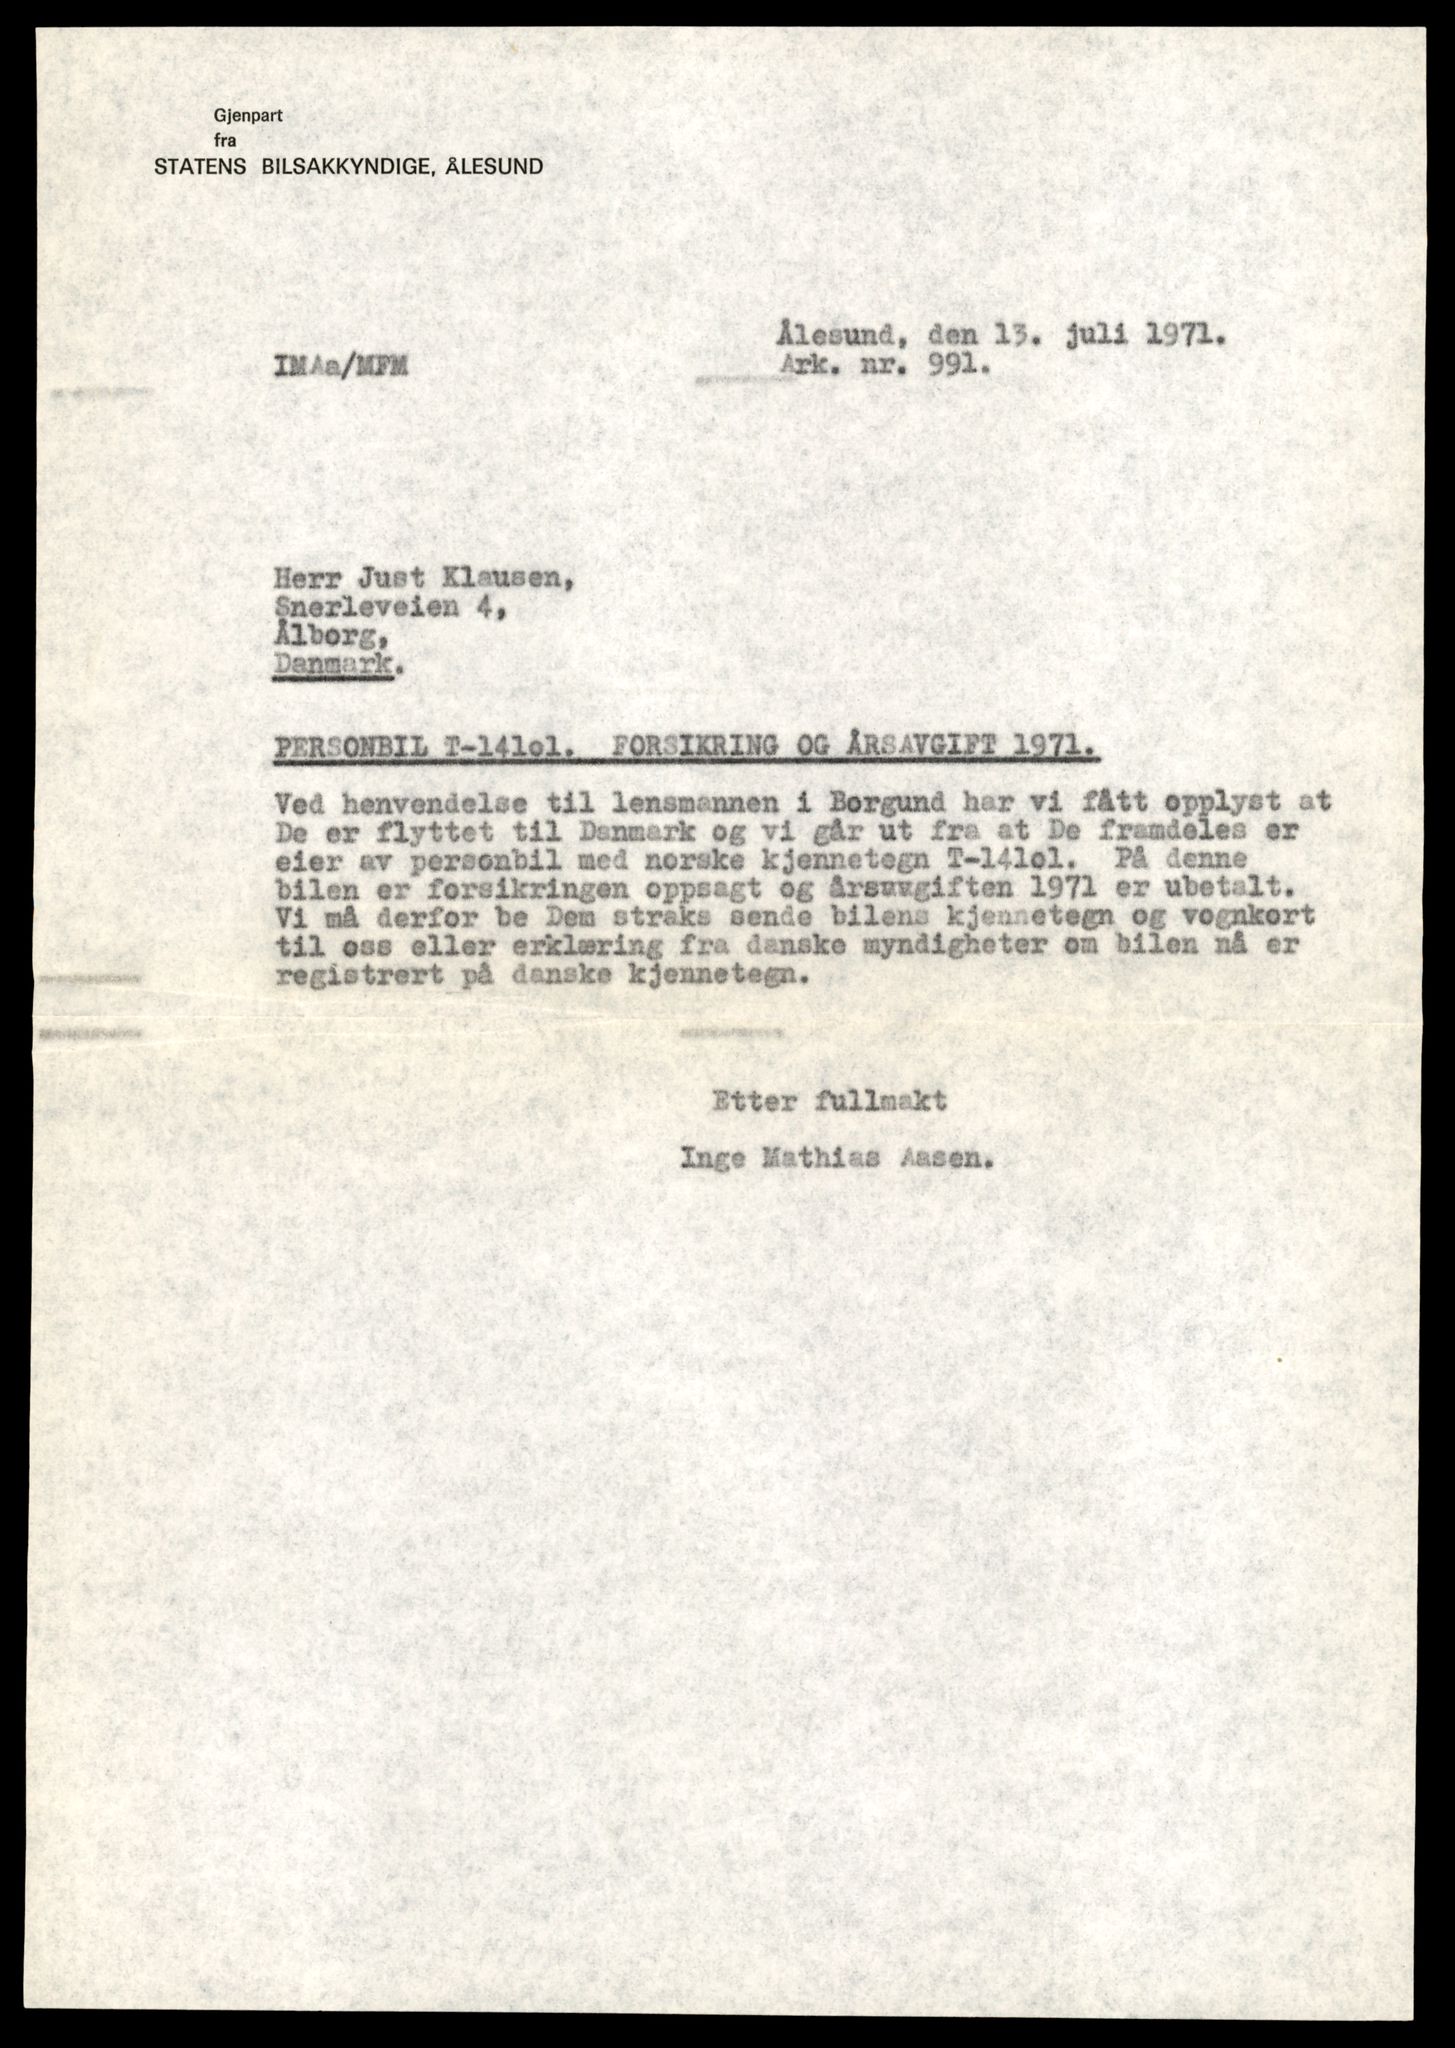 Gjenpart
fra
STATENS BILSAKKYNDIGE, ÅLESUND
Ålesund, den 13. juli 1971.
IMAa/MFM
Ark. nr. 991.
Herr Just Klausen,
Snerleveien 4,
Ålborg,
Danmark.
PERSONBIL T-141o1. FORSIKRING OG ÅRSAVGIFT 1971.
Ved henvendelse til lensmannen i Borgund har vi fått opplyst at
De er flyttet til Danmark og vi går ut fra at De framdeles er
eier av personbil med norske kjennetegn T-141o1. På denne
bilen er forsikringen oppsagt og årsavgiften 1971 er ubetalt.
Vi må derfor be Dem straks sende bilens kjennetegn og vognkort
til oss eller erklæring fra danske myndigheter om bilen nå er
registrert på danske kjennetegn.
Etter fullmakt
Inge Mathias Aasen.